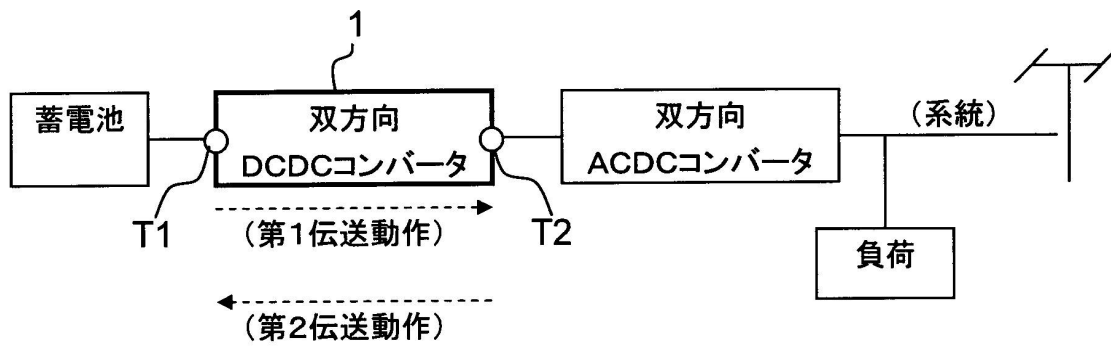 1
蓄電池
双方向
DCDCコンバータ
双方向
ACDCコンバータ
(系統)
T1
(第1伝送動作)
T2
負荷
(第2伝送動作)